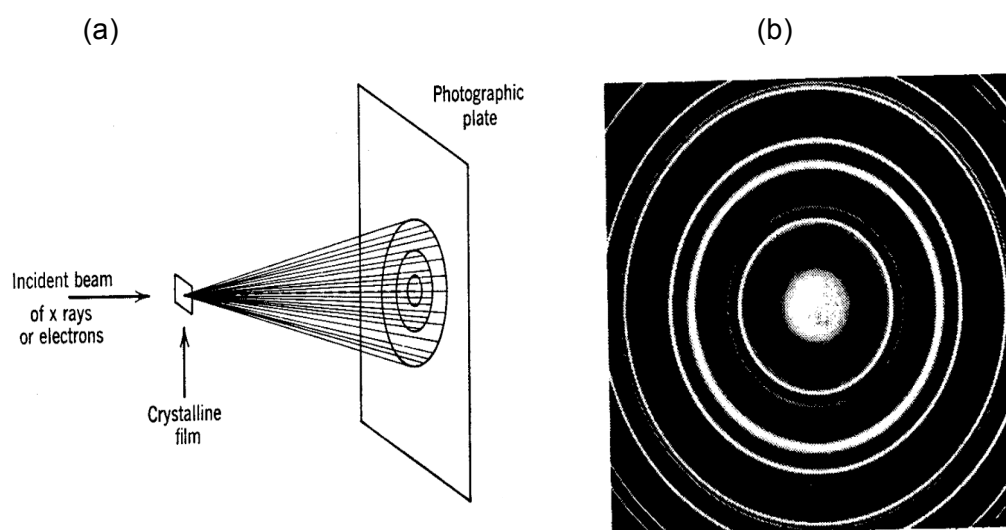 (a)
(b)
Photographic
plate
Incident beam
of x rays
or electrons
Crystalline
film